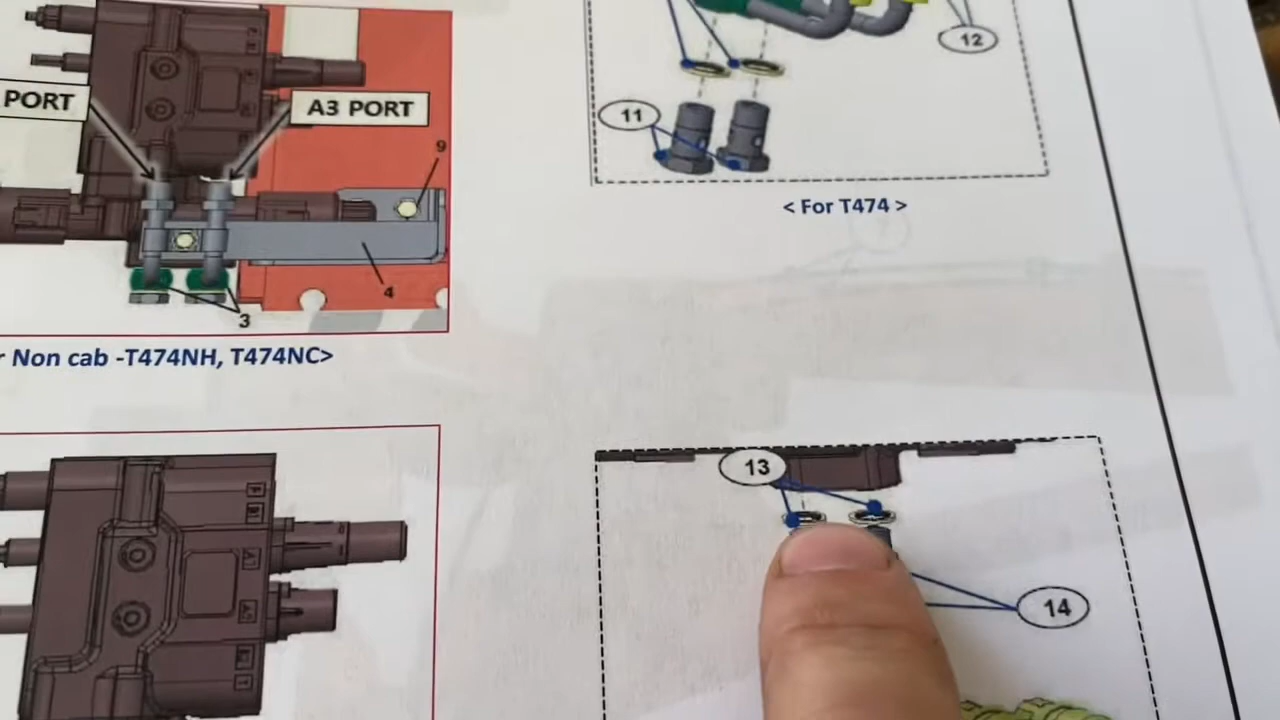 PORT
A3 PORT
9
4
3
r Non cab -T474NH, T474NC>
12
11
< For T474 >
13
14